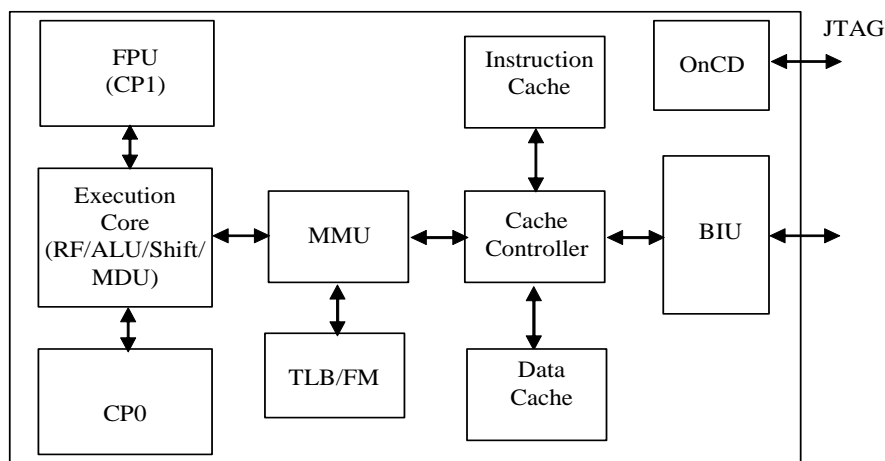 FPU
(CP1)
Instruction
Cache
OnCD
JTAG
Execution
Core
(RF/ALU/Shift/
MDU)
MMU
Cache
Controller
BIU
CP0
TLB/FM
Data
Cache